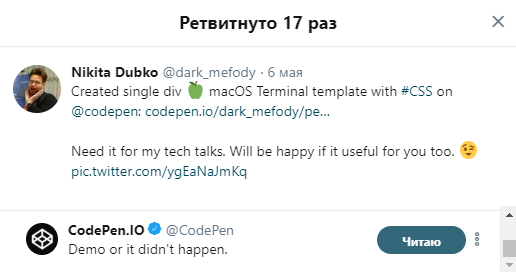 Ретвитнуто 17 раз
Nikita Dubko @dark_mefody · 6 мая
Created single div 🍏 macOS Terminal template with #CSS on
@codepen: codepen.io/dark_mefody/pe…
Need it for my tech talks. Will be happy if it useful for you too. 😉
pic.twitter.com/ygEaNaJmKq
CodePen.IO @CodePen
Читаю
Demo or it didn't happen.